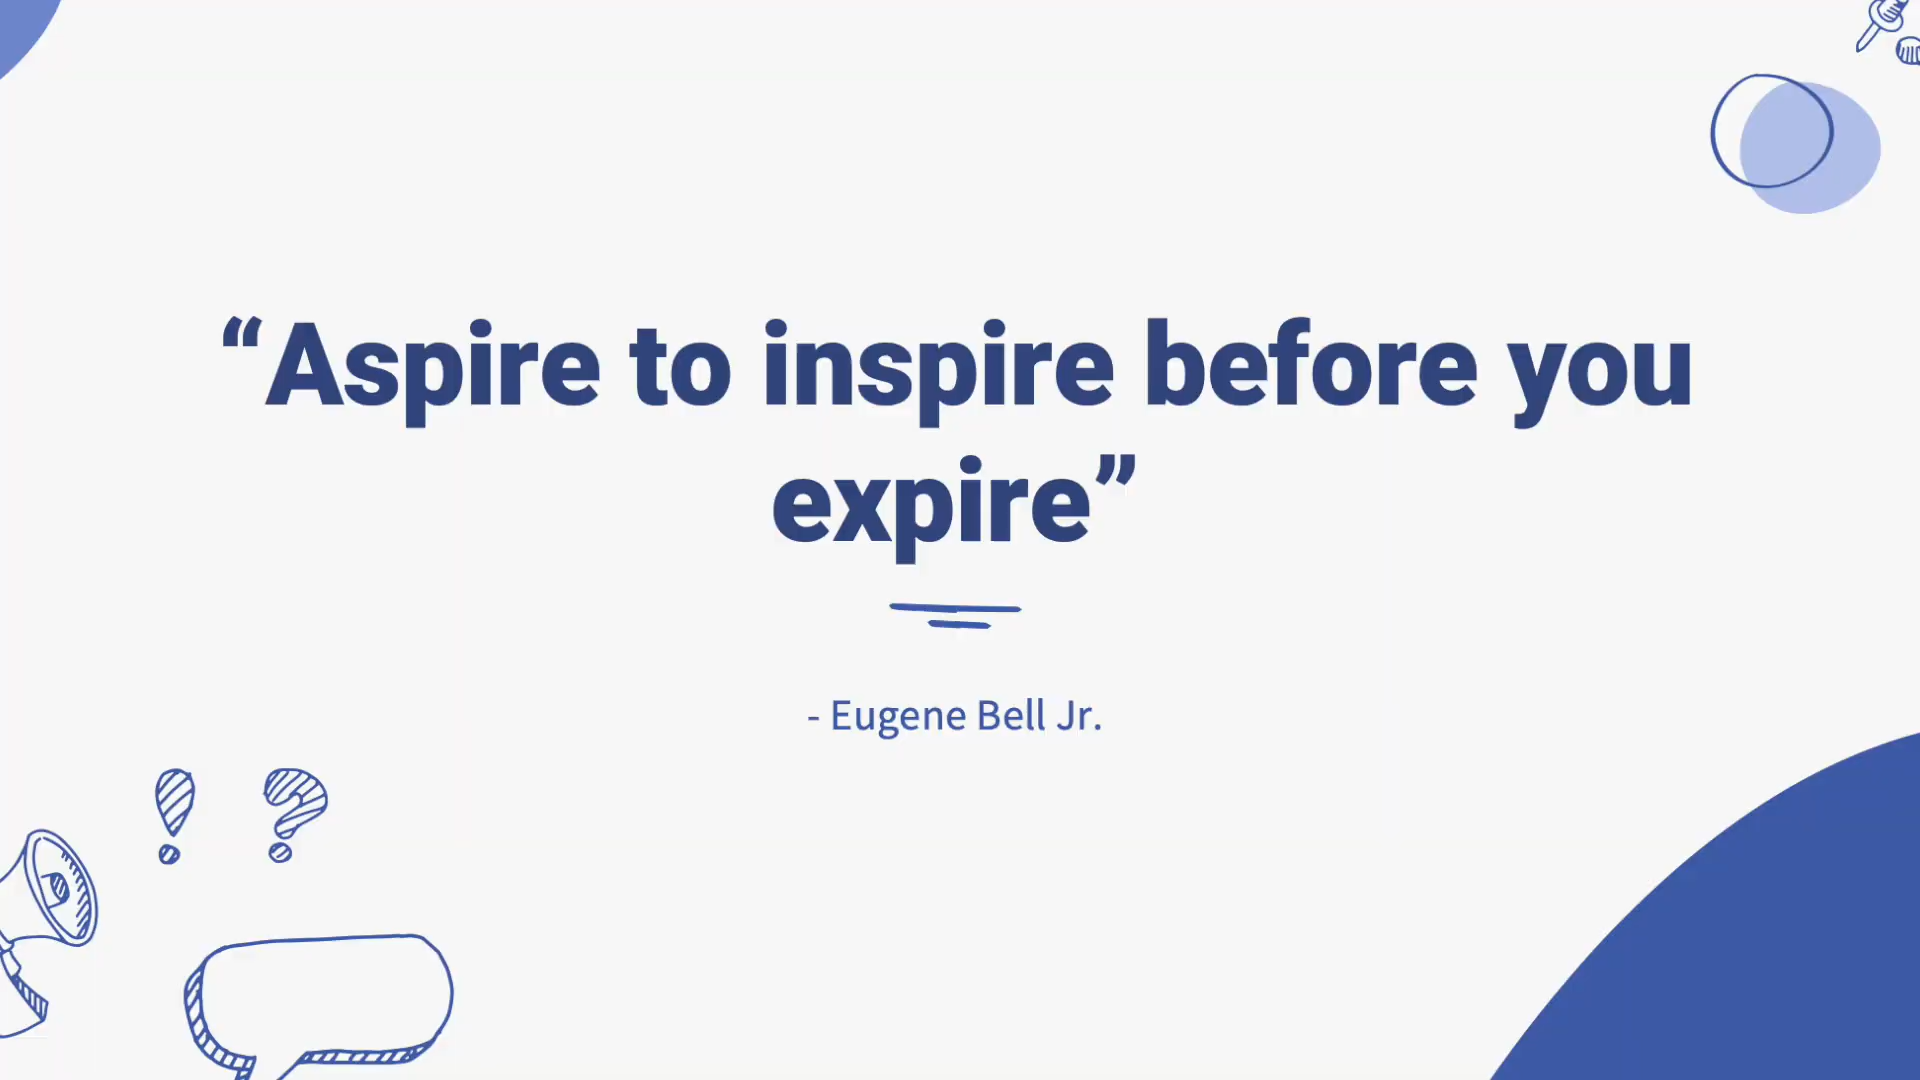 “Aspire to inspire before you
expire”
- Eugene Bell Jr.
! ?